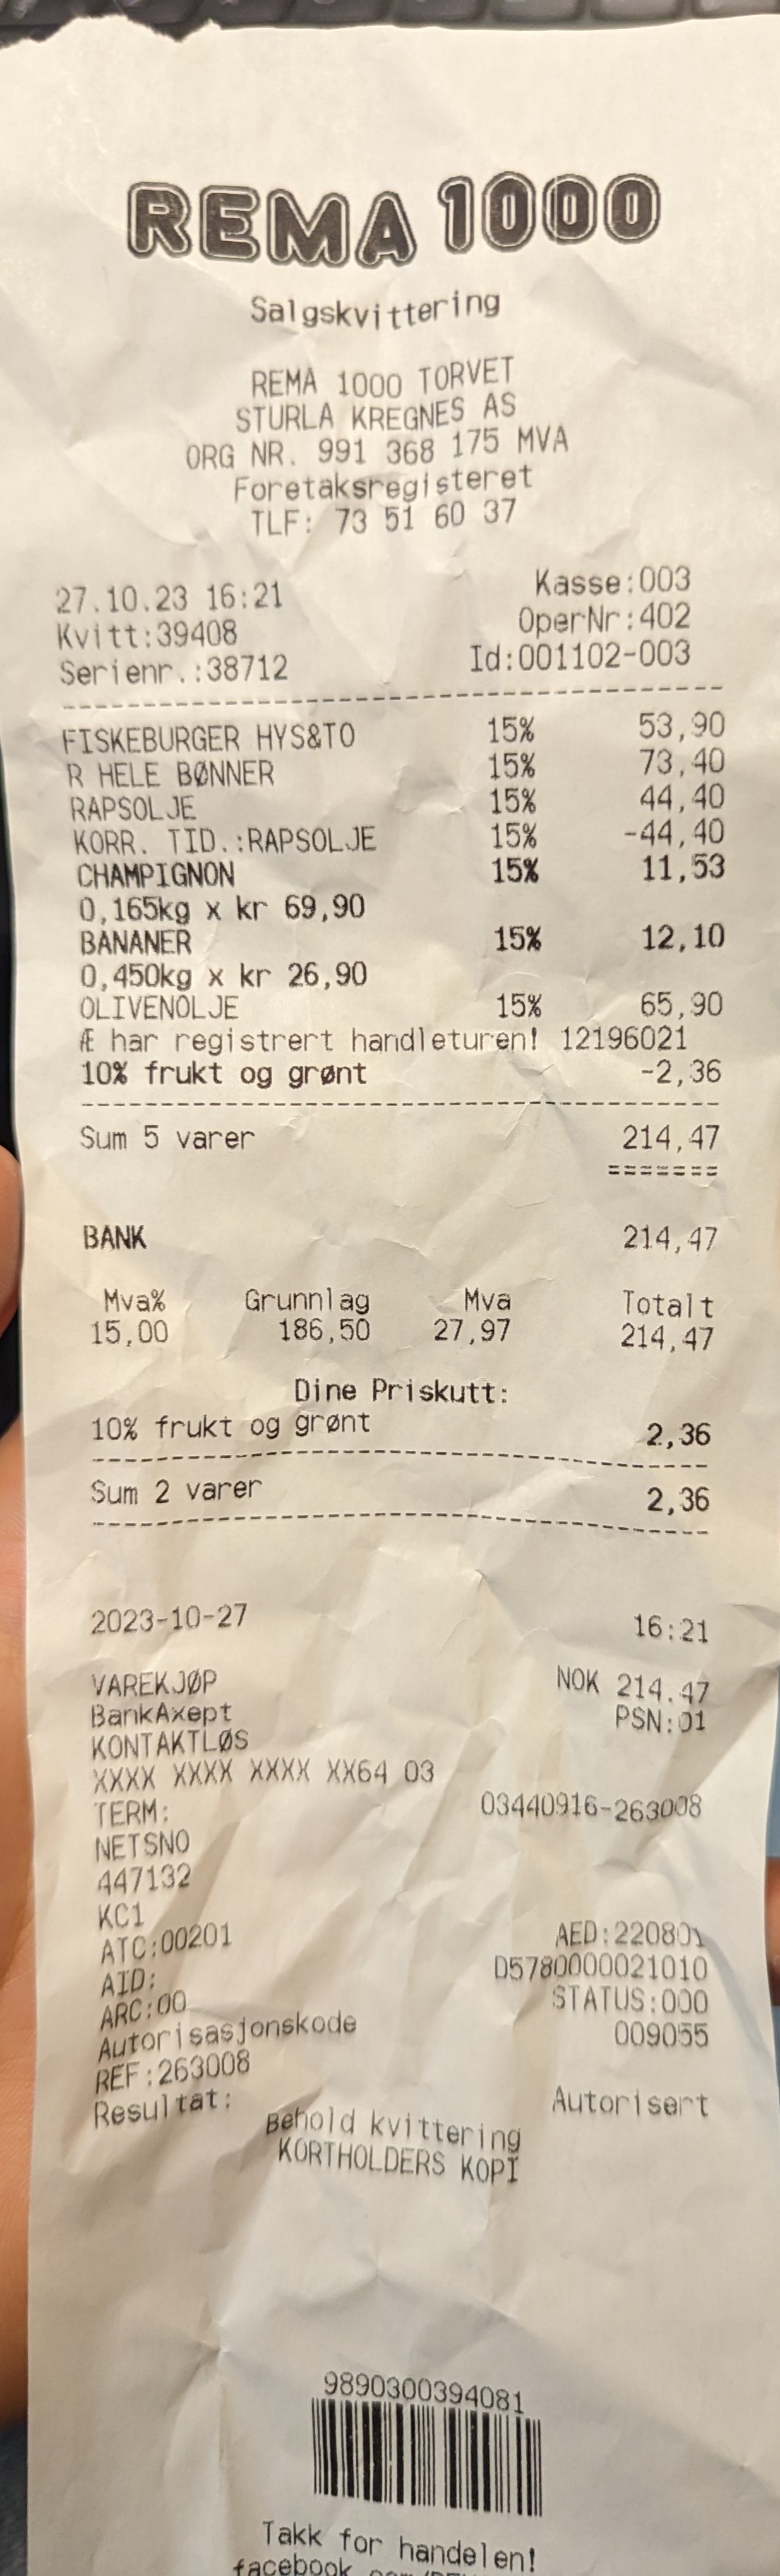 REMA 1000
Salgskvittering
REMA 1000 TORVET
STURLA KREGNES AS
ORG NR. 991 368 175 MVA
Foretaksregisteret
TLF: 73 51 60 37
27.10.23 16:21 Kasse:003
Kvitt:39408 OperNr:402
Serienr.:38712 Id:001102-003
FISKEBURGER HYS&TO 15% 53,90
R HELE BØNNER 15% 73,40
RAPSOLJE 15% 44,40
KORR. TID.:RAPSOLJE 15% -44,40
CHAMPIGNON 15% 11,53
0,165kg x kr 69,90
BANANER 15% 12,10
0,450kg x kr 26,90
OLIVENOLJE 15% 65,90
Æ har registrert handleturen! 12196021
10% frukt og grønt -2,36
Sum 5 varer 214,47
=======
BANK 214,47
Mva% Grunnlag Mva Totalt
15,00 186,50 27,97 214,47
Dine Priskutt:
10% frukt og grønt 2,36
Sum 2 varer 2,36
2023-10-27 16:21
VAREKJØP NOK 214.47
BankAxept PSN:01
KONTAKTLØS
XXXX XXXX XXXX XX64 03
TERM: 03440916-263008
NETSNO
447132
KC1
ATC:00201 AED:220801
AID: D5780000021010
ARC:00 STATUS:000
Autorisasjonskode 009055
REF:263008
Resultat: Autorisert
Behold kvittering
KORTHOLDERS KOPI
9890300394081
Takk for handelen!